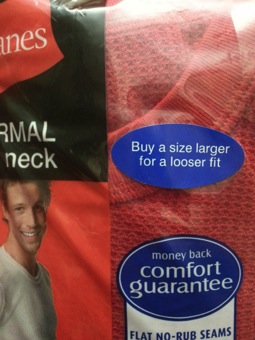 anes
RMAL
neck
Buy a size larger
for a looser fit
money back
comfort
guarantee
FLAT NO-RUB SEAMS